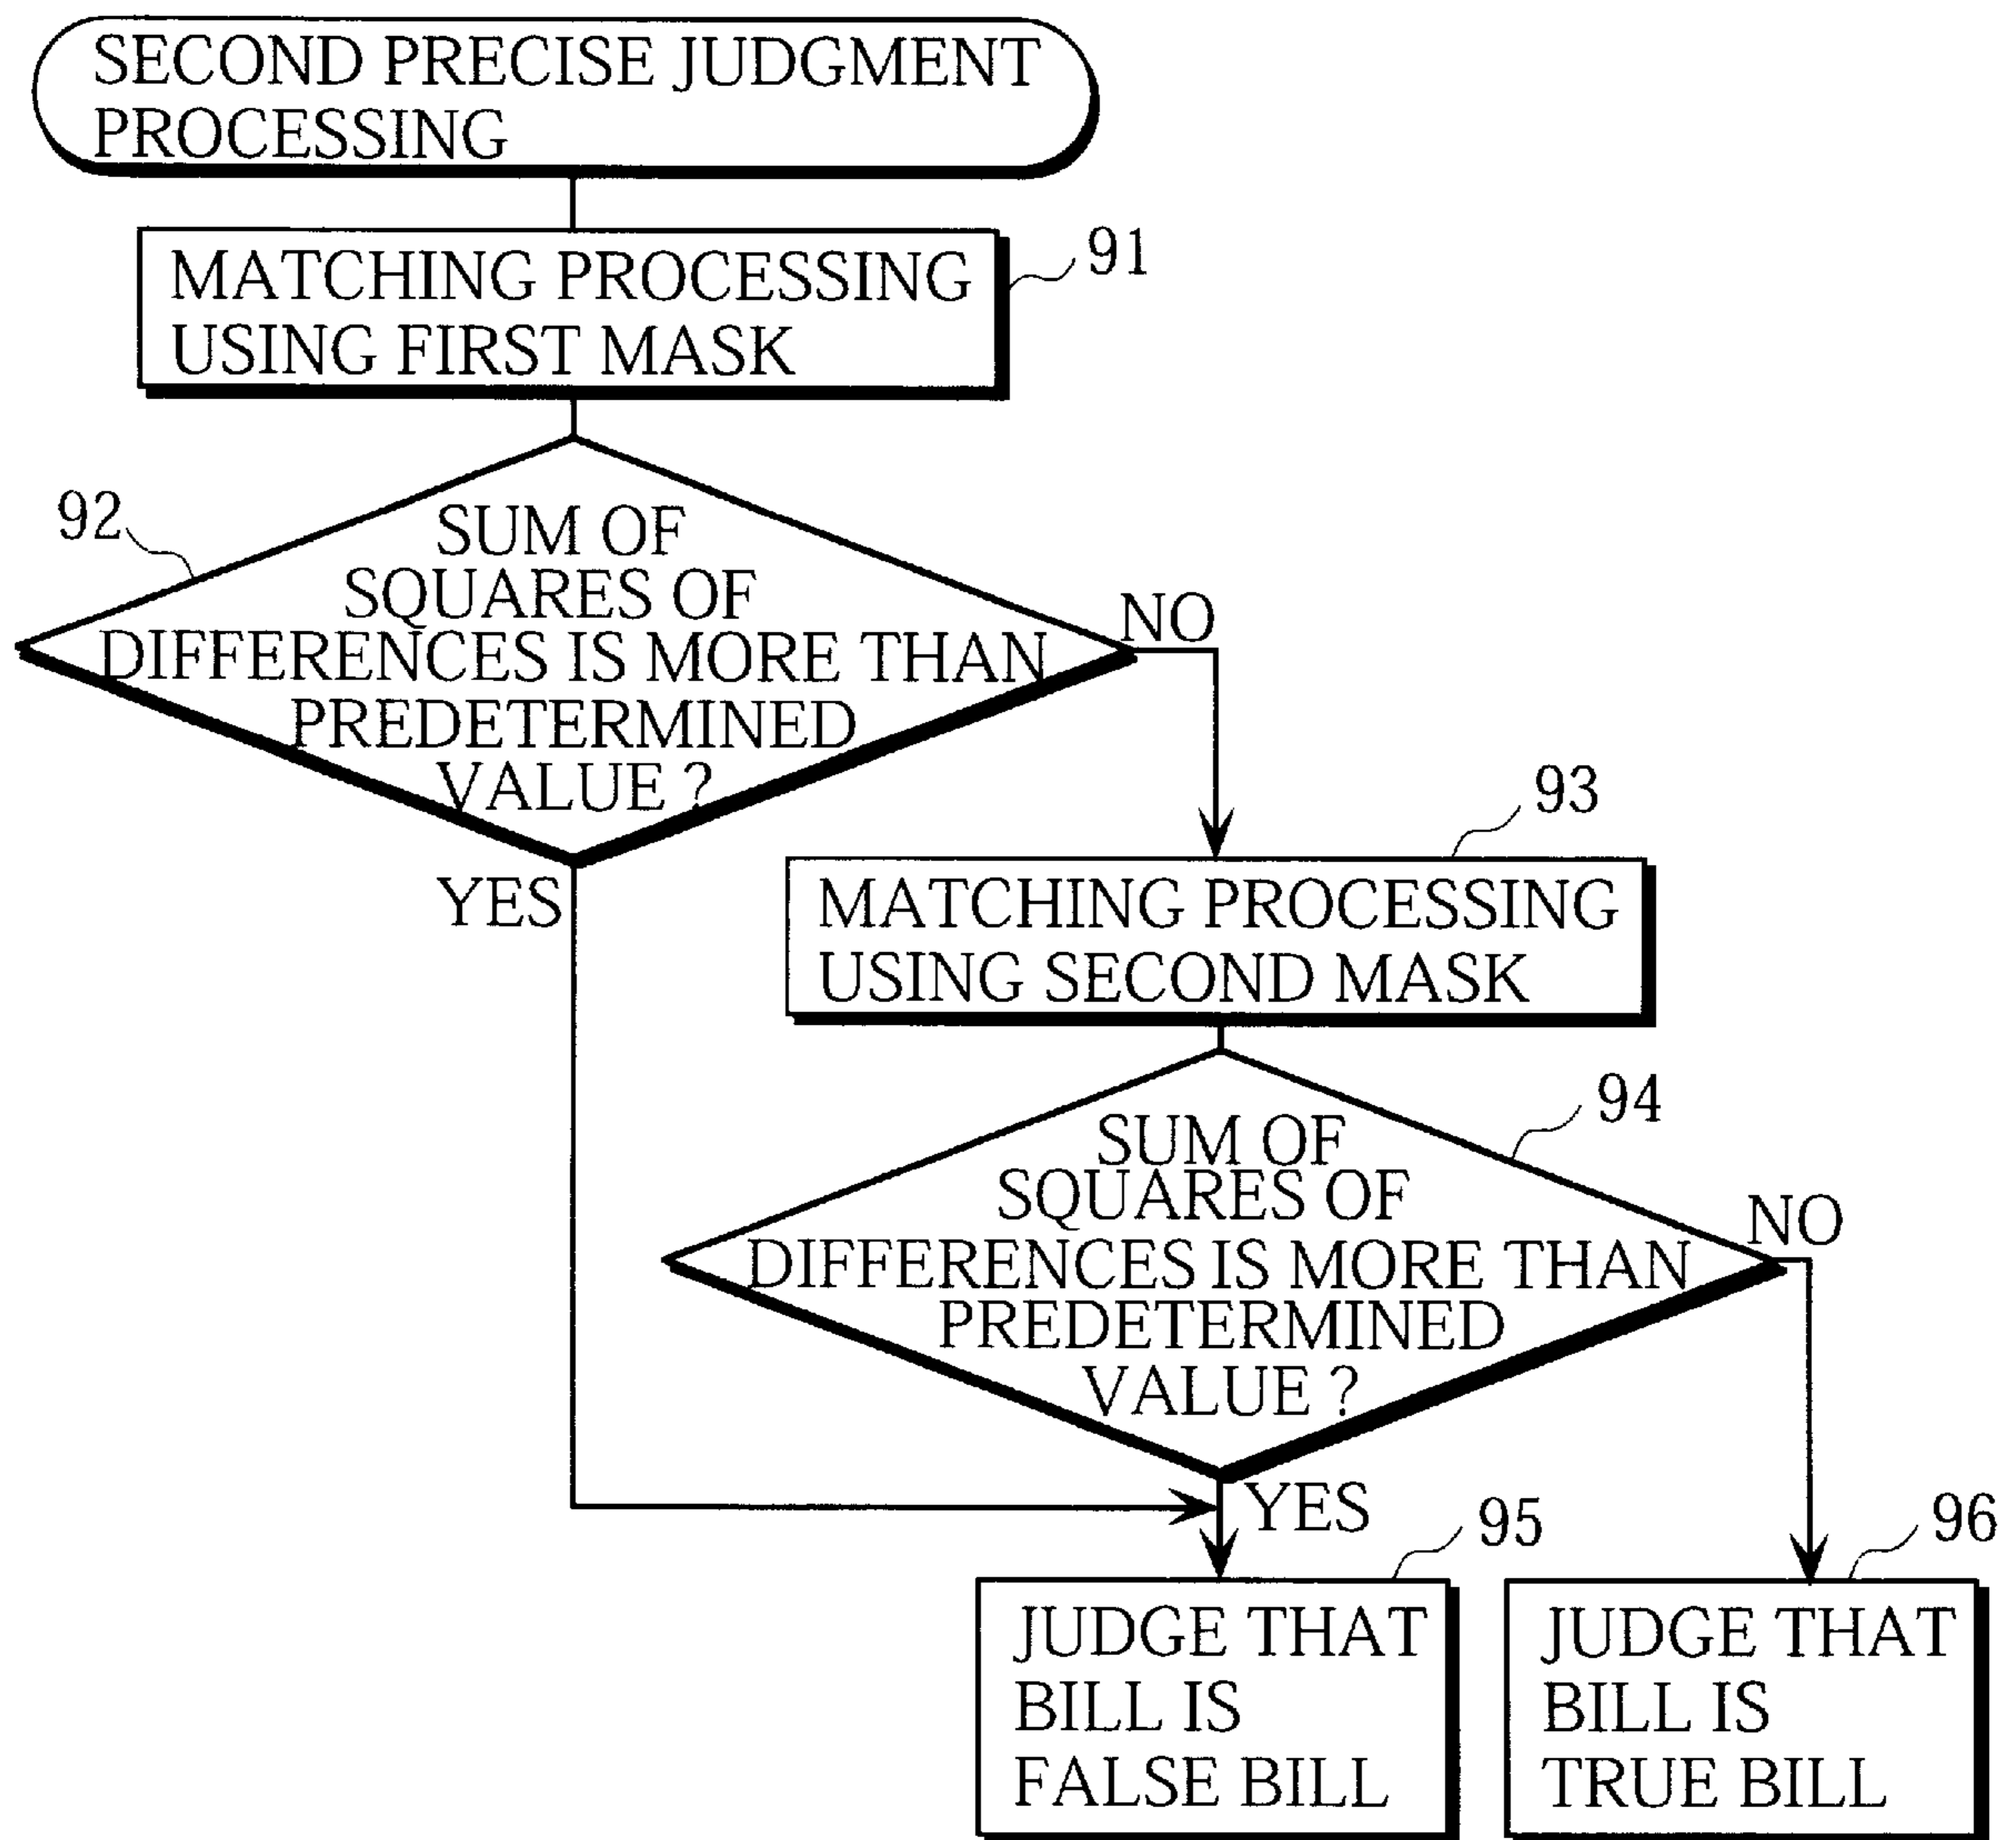 SECOND PRECISE JUDGMENT
PROCESSING
MATCHING PROCESSING
USING FIRST MASK
91
92
SUM OF
SQUARES OF
DIFFERENCES IS MORE THAN
PREDETERMINED
VALUE ?
NO
YES
93
MATCHING PROCESSING
USING SECOND MASK
94
SUM OF
SQUARES OF
DIFFERENCES IS MORE THAN
PREDETERMINED
VALUE ?
NO
YES
95
JUDGE THAT
BILL IS
FALSE BILL
96
JUDGE THAT
BILL IS
TRUE BILL